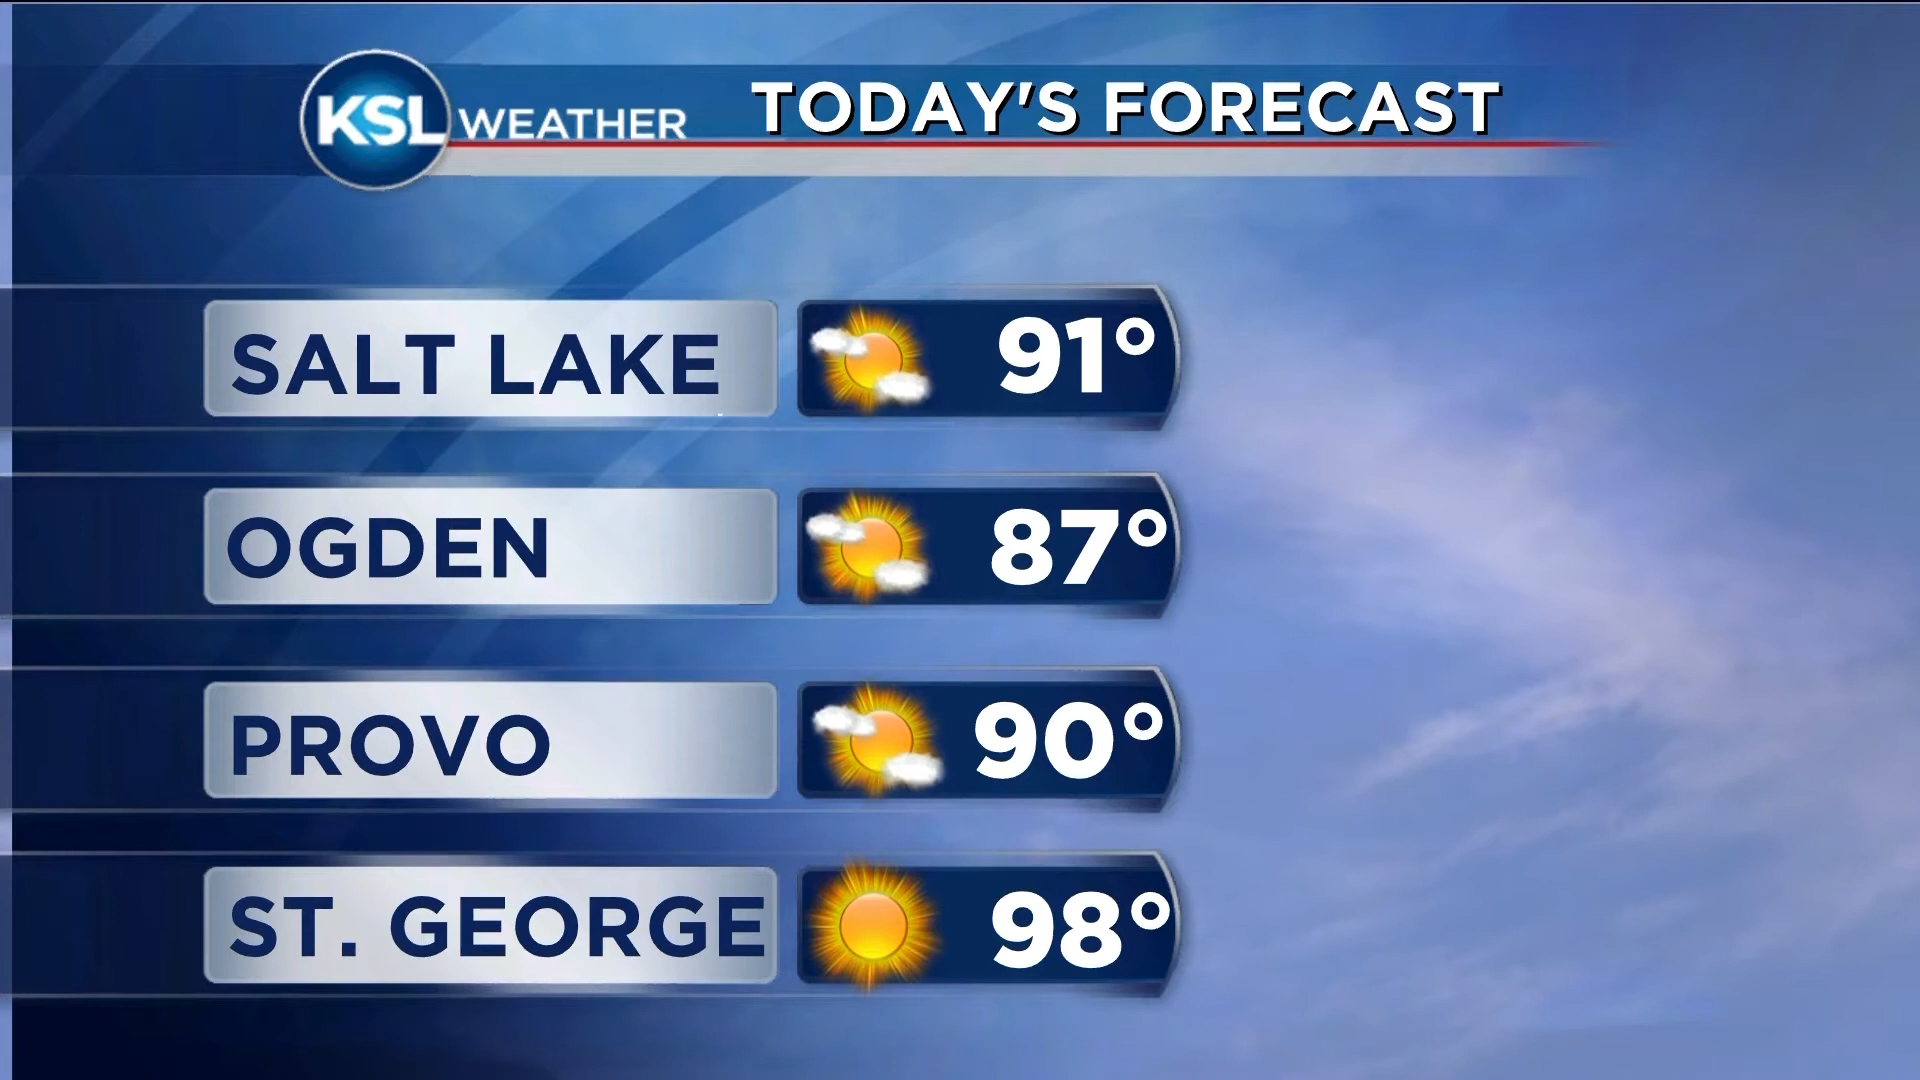 KSL WEATHER TODAY'S FORECAST
SALT LAKE 91°
OGDEN 87°
PROVO 90°
ST. GEORGE 98°